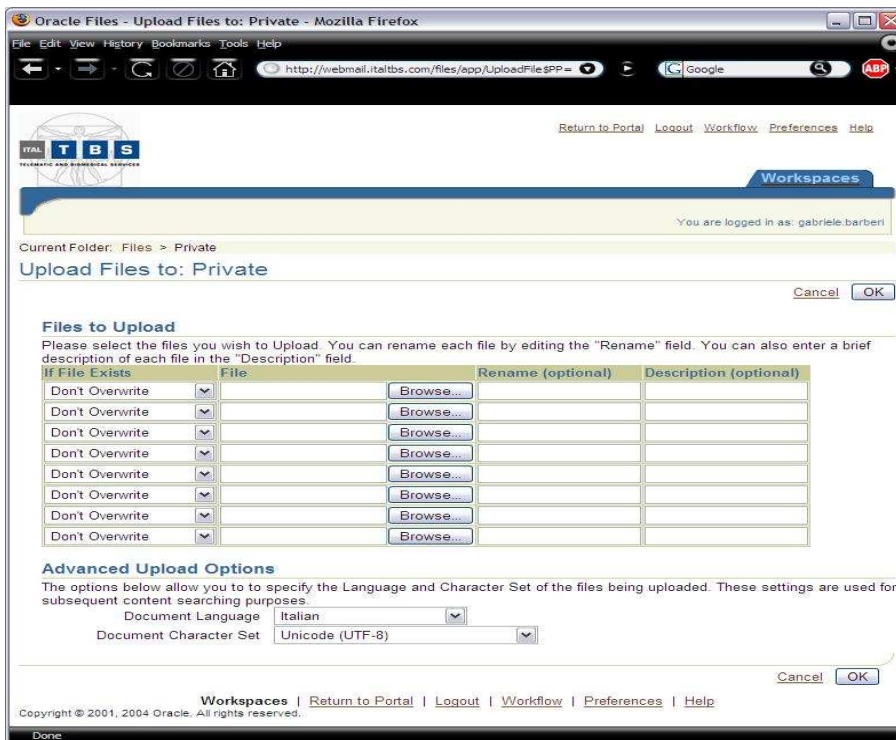 Oracle Files - Upload Files to: Private - Mozilla Firefox
File Edit View History Bookmarks Tools Help
http://webmail.italtbs.com/files/app/UploadFile$PP=
G Google
ABP
Return to Portal Logout Workflow Preferences Help
ITAL T B S
TELEMATIC AND BIOMEDICAL SERVICES
Workspaces
You are logged in as: gabriele.barberi
Current Folder: Files > Private
Upload Files to: Private
Cancel OK
Files to Upload
Please select the files you wish to Upload. You can rename each file by editing the "Rename" field. You can also enter a brief
description of each file in the "Description" field.
If File Exists File Rename (optional) Description (optional)
Don't Overwrite Browse...
Don't Overwrite Browse...
Don't Overwrite Browse...
Don't Overwrite Browse...
Don't Overwrite Browse...
Don't Overwrite Browse...
Don't Overwrite Browse...
Don't Overwrite Browse...
Advanced Upload Options
The options below allow you to to specify the Language and Character Set of the files being uploaded. These settings are used for
subsequent content searching purposes.
Document Language Italian
Document Character Set Unicode (UTF-8)
Cancel OK
Workspaces | Return to Portal | Logout | Workflow | Preferences | Help
Copyright © 2001, 2004 Oracle. All rights reserved.
Done